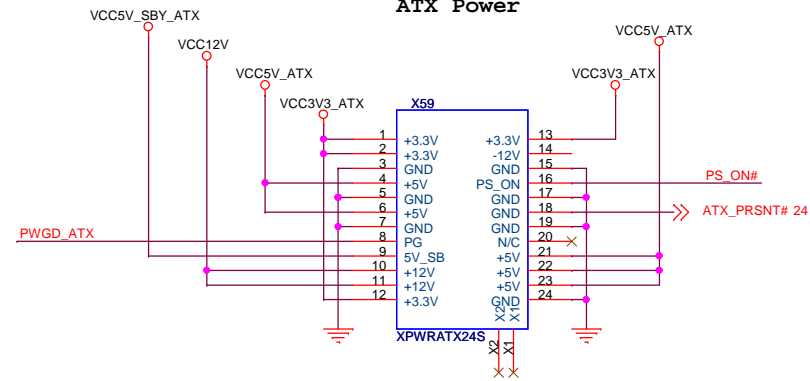 ATX Power
VCC5V_SBY_ATX
VCC12V
VCC5V_ATX
VCC5V_ATX
VCC3V3_ATX
VCC3V3_ATX
X59
1 +3.3V +3.3V 13
2 +3.3V -12V 14
3 GND GND 15
4 +5V PS_ON 16 PS_ON#
5 GND GND 17
6 +5V GND 18 ATX_PRSNT# 24
7 GND GND 19
PWGD_ATX 8 PG N/C 20
9 5V_SB +5V 21
10 +12V +5V 22
11 +12V +5V 23
12 +3.3V GND 24
X2 X1
XPWRATX24S
X2 X1